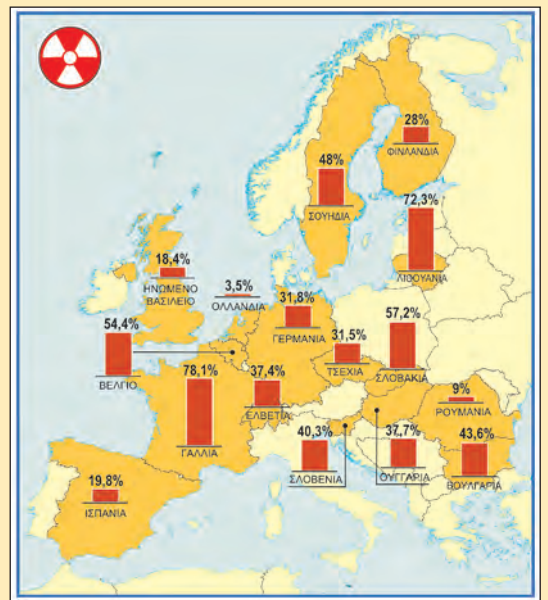 28%
ΦΙΝΛΑΝΔΙΑ
48%
ΣΟΥΗΔΙΑ
72,3%
ΛΙΘΟΥΑΝΙΑ
18,4%
ΗΝΩΜΕΝΟ
ΒΑΣΙΛΕΙΟ
3,5%
ΟΛΛΑΝΔΙΑ
31,8%
ΓΕΡΜΑΝΙΑ
57,2%
ΣΛΟΒΑΚΙΑ
54,4%
ΒΕΛΓΙΟ
31,5%
ΤΣΕΧΙΑ
78,1%
ΓΑΛΛΙΑ
37,4%
ΕΛΒΕΤΙΑ
9%
ΡΟΥΜΑΝΙΑ
40,3%
ΣΛΟΒΕΝΙΑ
37,7%
ΟΥΓΓΑΡΙΑ
43,6%
ΒΟΥΛΓΑΡΙΑ
19,8%
ΙΣΠΑΝΙΑ